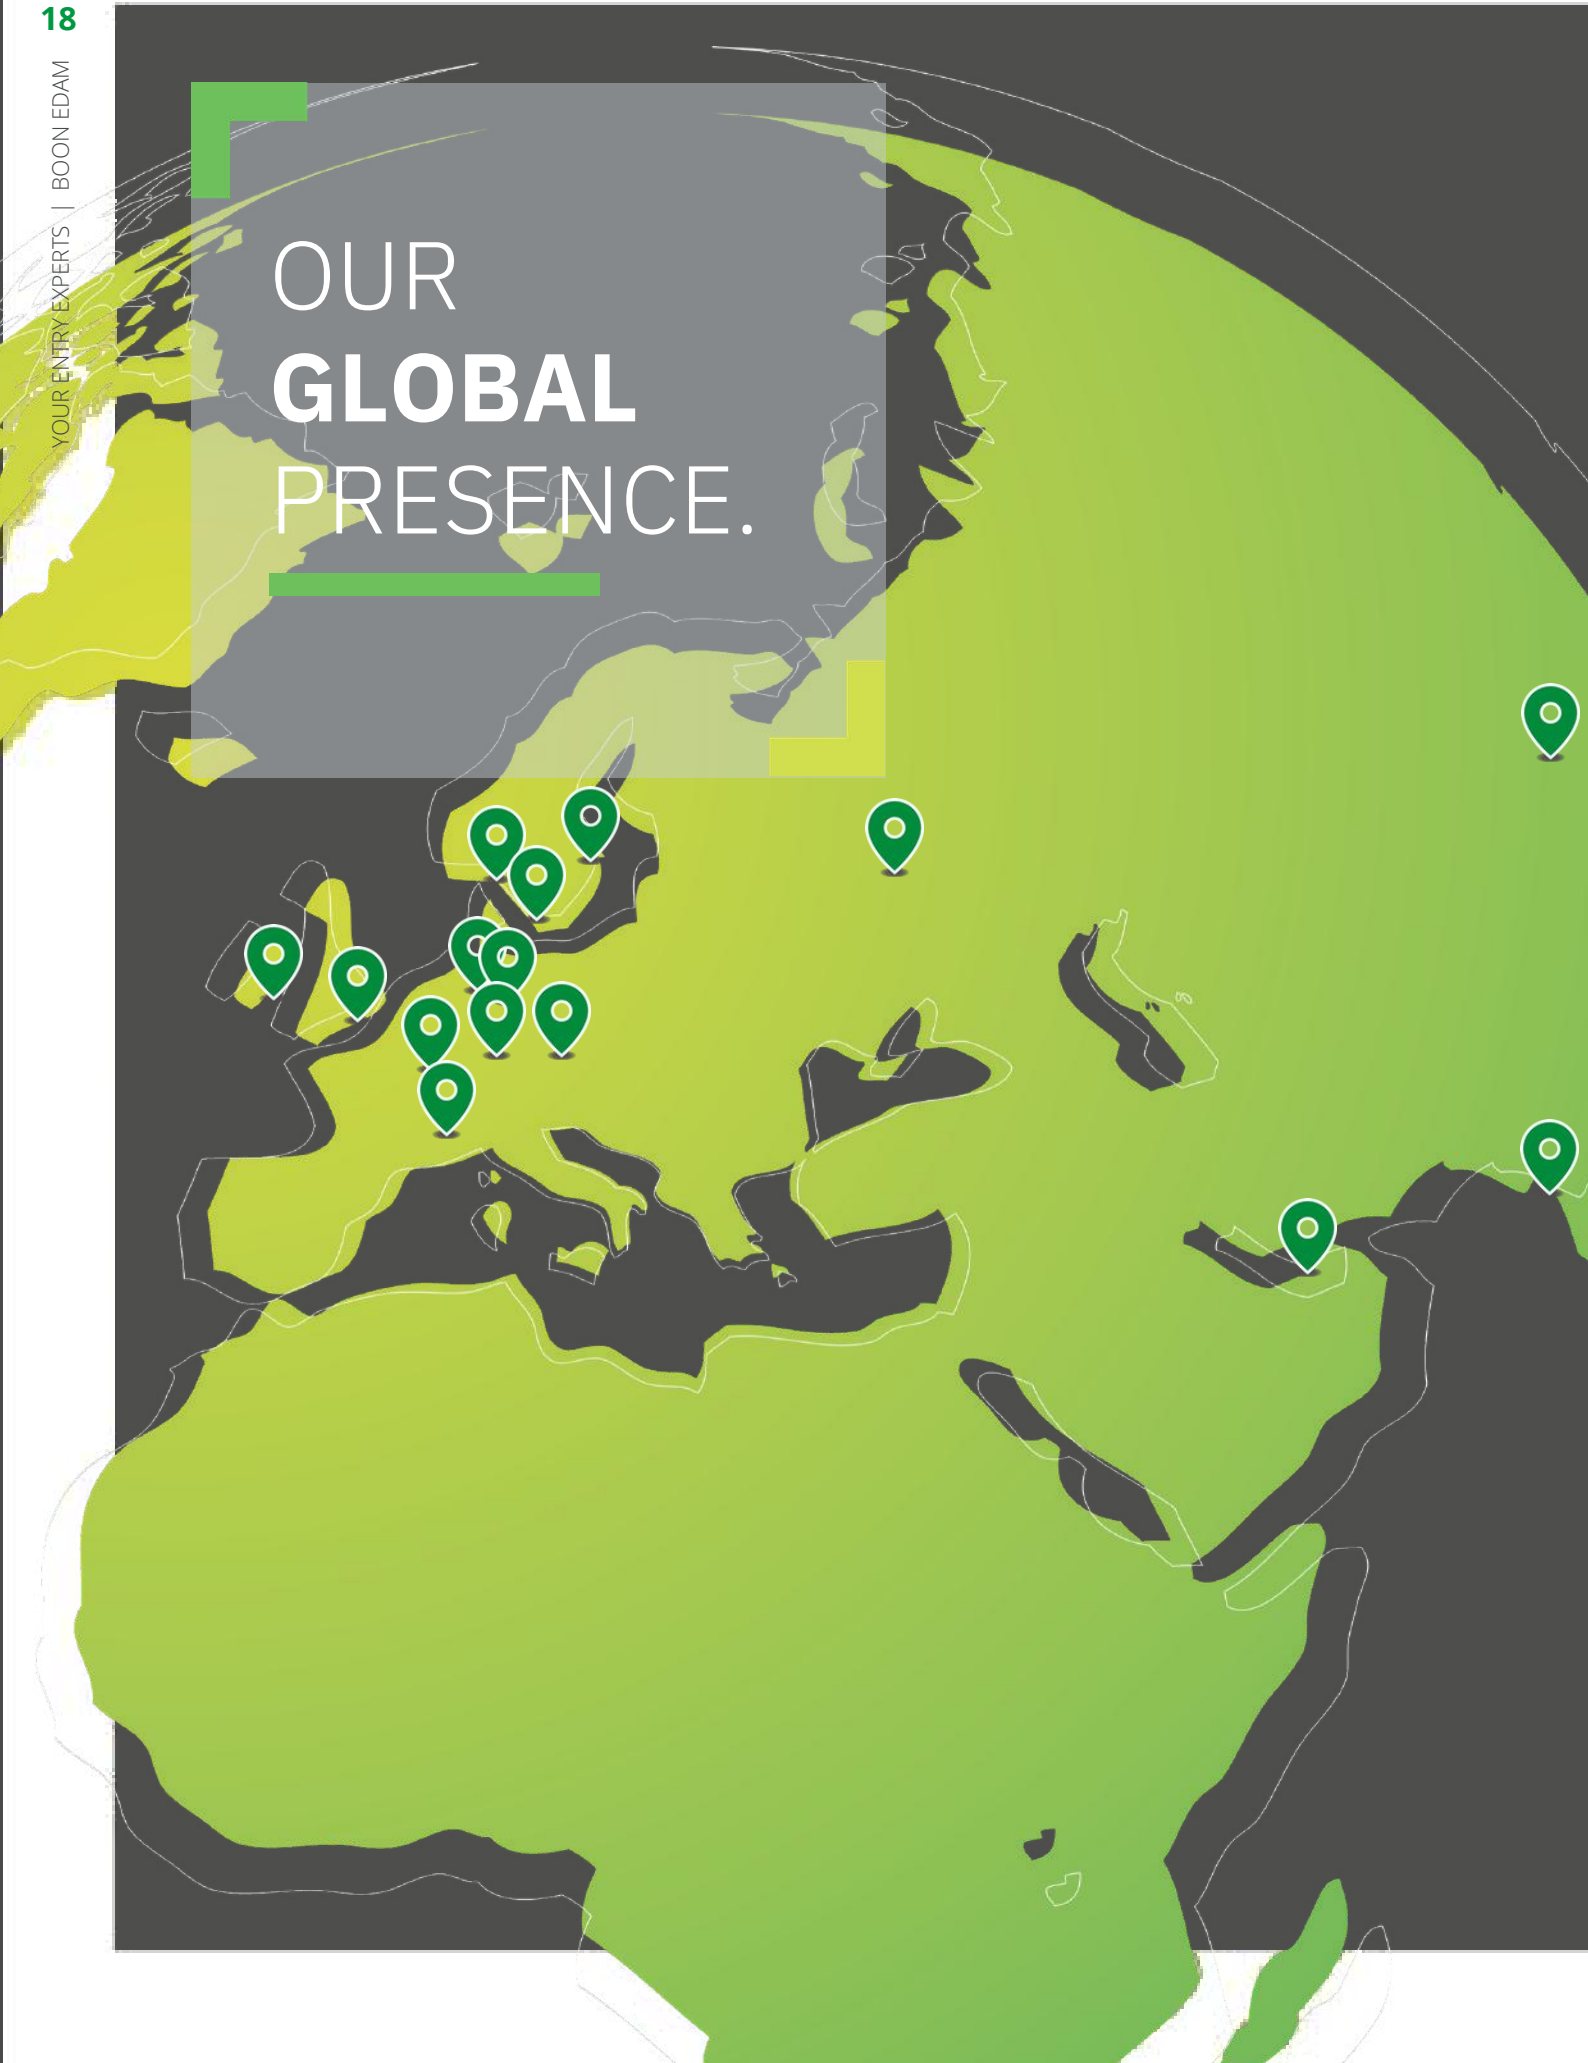 18
YOUR ENTRY EXPERTS | BOON EDAM
OUR
GLOBAL
PRESENCE.